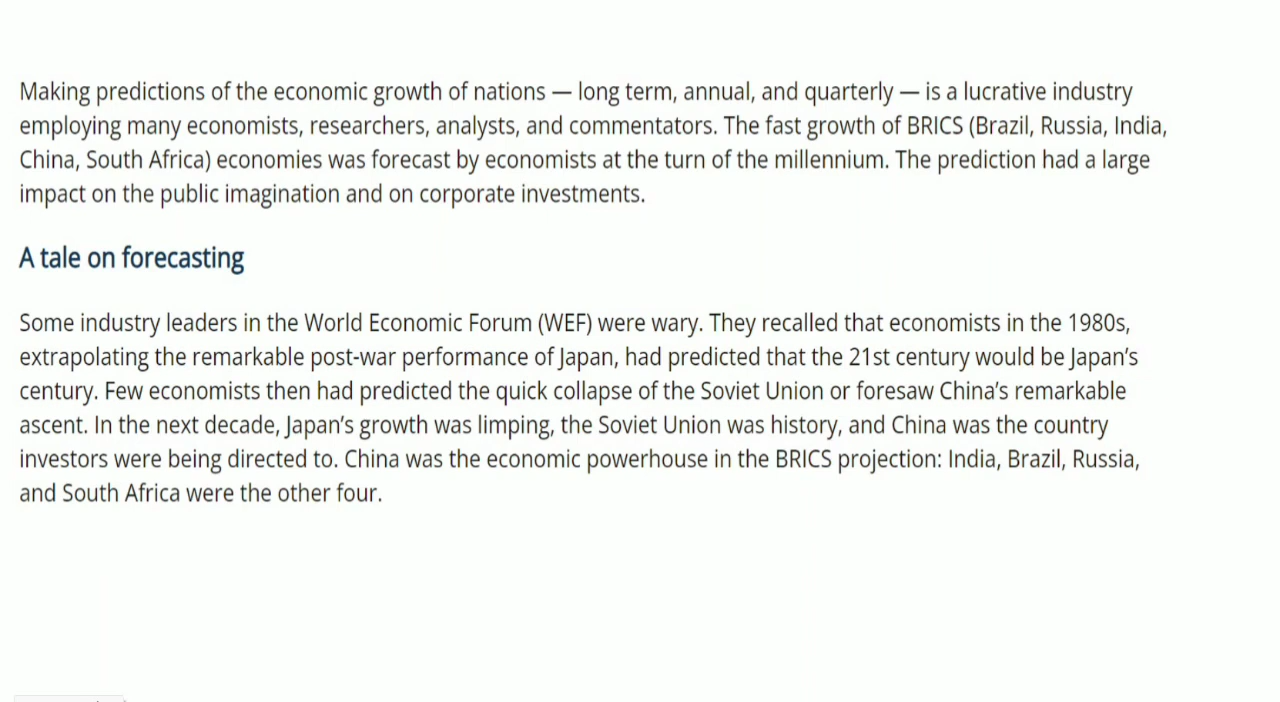 Making predictions of the economic growth of nations — long term, annual, and quarterly — is a lucrative industry
employing many economists, researchers, analysts, and commentators. The fast growth of BRICS (Brazil, Russia, India,
China, South Africa) economies was forecast by economists at the turn of the millennium. The prediction had a large
impact on the public imagination and on corporate investments.
A tale on forecasting
Some industry leaders in the World Economic Forum (WEF) were wary. They recalled that economists in the 1980s,
extrapolating the remarkable post-war performance of Japan, had predicted that the 21st century would be Japan’s
century. Few economists then had predicted the quick collapse of the Soviet Union or foresaw China’s remarkable
ascent. In the next decade, Japan’s growth was limping, the Soviet Union was history, and China was the country
investors were being directed to. China was the economic powerhouse in the BRICS projection: India, Brazil, Russia,
and South Africa were the other four.